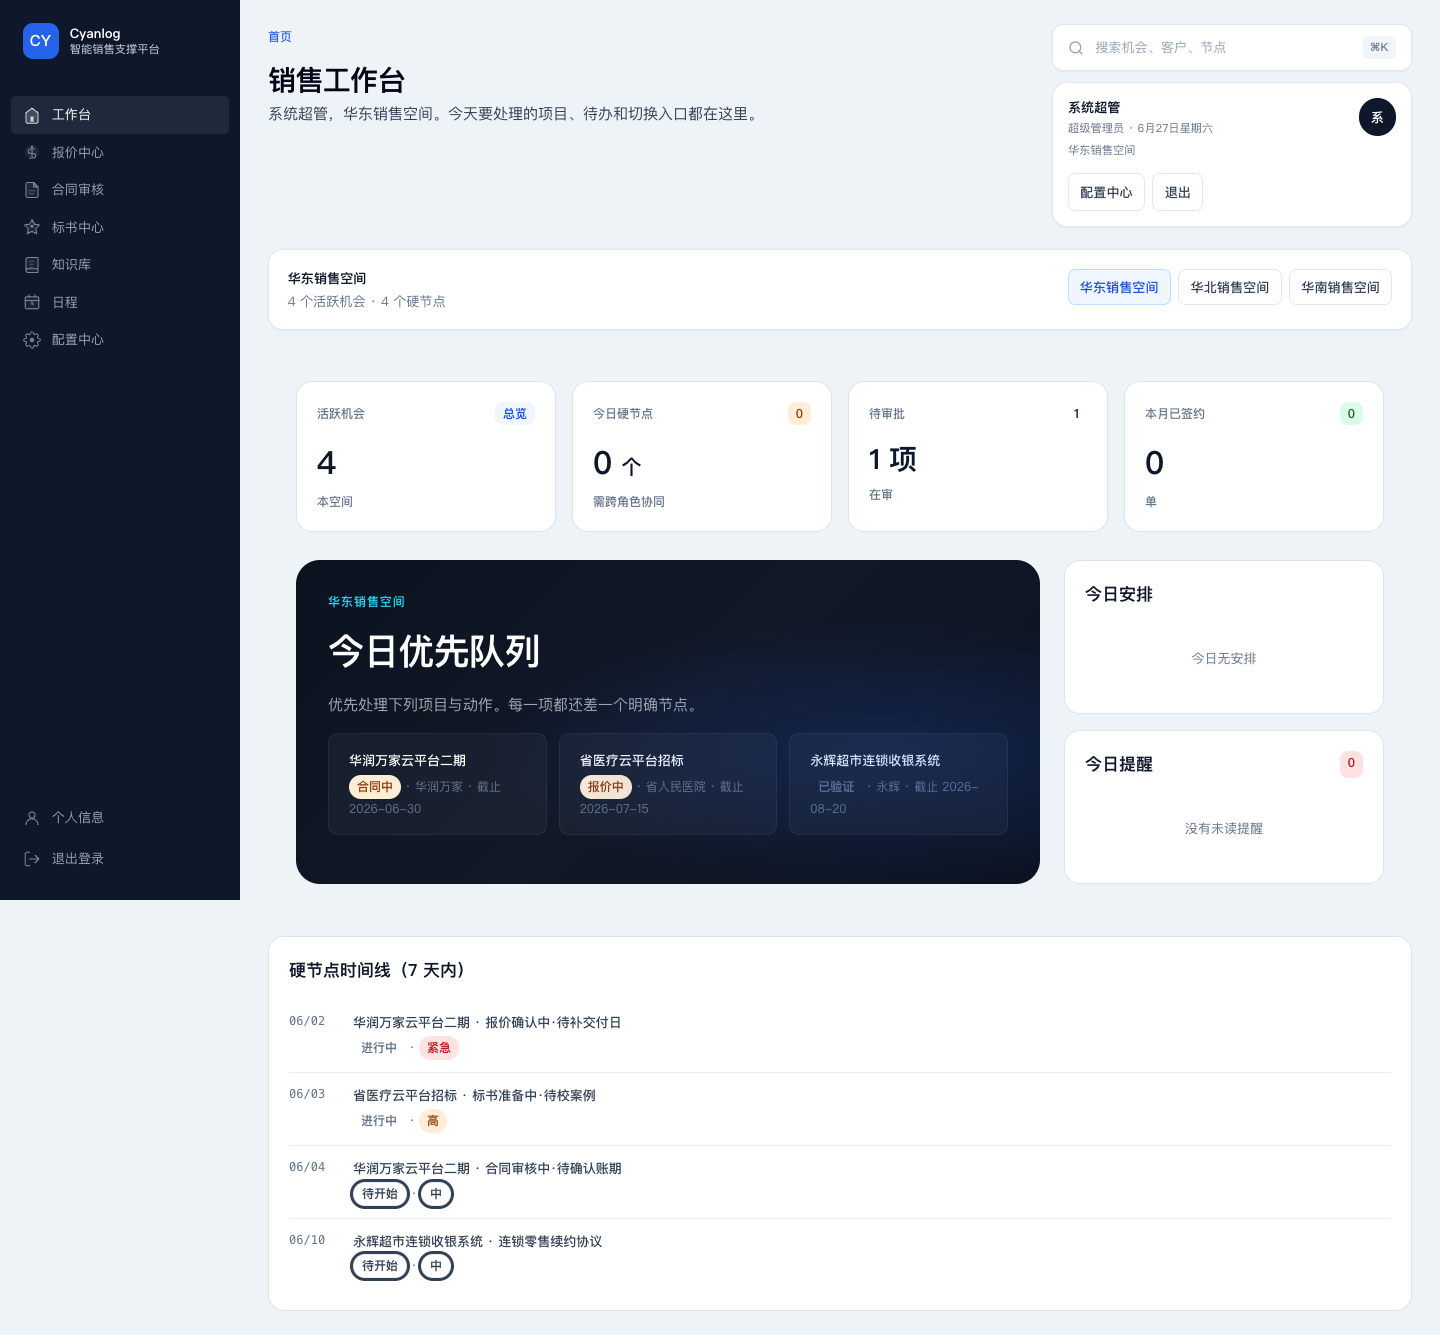 CY
Cyanlog
智能销售支撑平台
工作台
报价中心
合同审核
标书中心
知识库
日程
配置中心
个人信息
退出登录
首页
销售工作台
系统超管，华东销售空间。今天要处理的项目、待办和切换入口都在这里。
搜索机会、客户、节点
⌘K
系统超管
超级管理员 · 6月27日星期六
华东销售空间
系
配置中心
退出
华东销售空间
4 个活跃机会 · 4 个硬节点
华东销售空间
华北销售空间
华南销售空间
活跃机会
总览
4
本空间
今日硬节点
0
0 个
需跨角色协同
待审批
1
1 项
在审
本月已签约
0
0
单
华东销售空间
今日优先队列
优先处理下列项目与动作。每一项都还差一个明确节点。
华润万家云平台二期
合同中 · 华润万家 · 截止
2026-06-30
省医疗云平台招标
报价中 · 省人民医院 · 截止
2026-07-15
永辉超市连锁收银系统
已验证 · 永辉 · 截止 2026-
08-20
今日安排
今日无安排
今日提醒
0
没有未读提醒
硬节点时间线（7 天内）
06/02
华润万家云平台二期 · 报价确认中·待补交付日
进行中 · 紧急
06/03
省医疗云平台招标 · 标书准备中·待校案例
进行中 · 高
06/04
华润万家云平台二期 · 合同审核中·待确认账期
待开始 · 中
06/10
永辉超市连锁收银系统 · 连锁零售续约协议
待开始 · 中